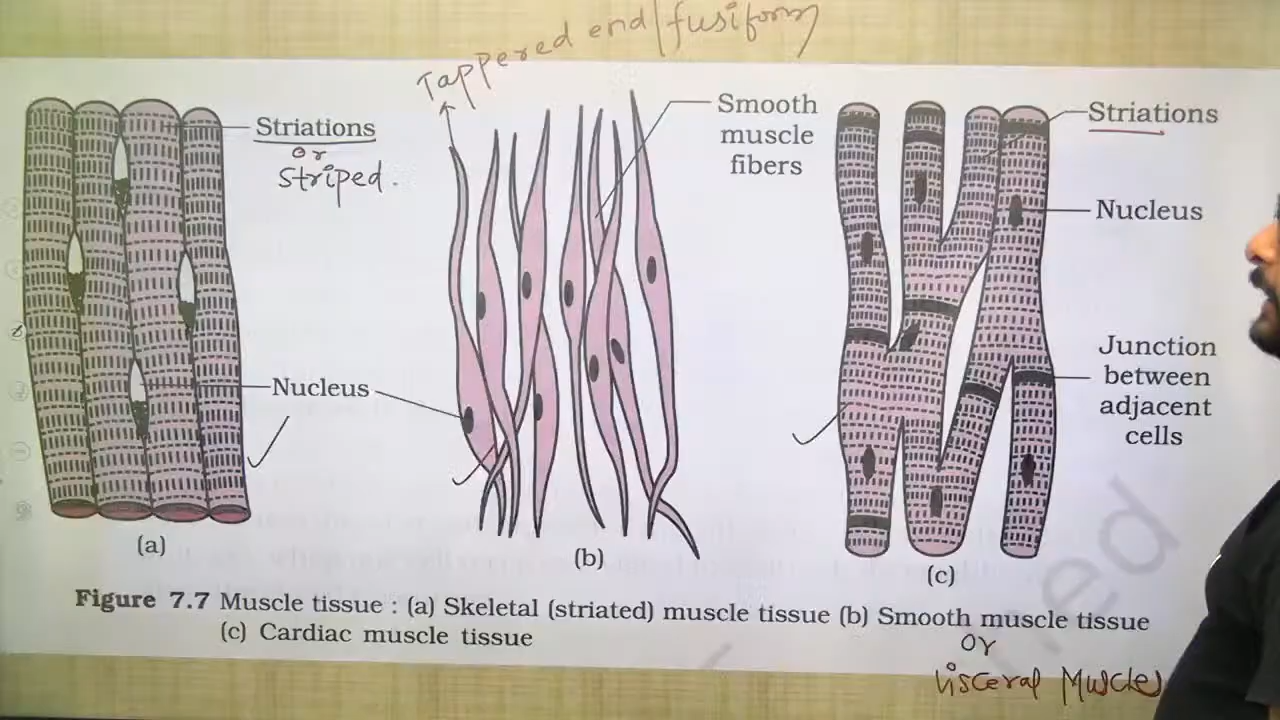 Tappered end/fusiform
Striations
or
Striped.
Nucleus
(a)
Smooth
muscle
fibers
(b)
Striations
Nucleus
Junction
between
adjacent
cells
(c)
Figure 7.7 Muscle tissue : (a) Skeletal (striated) muscle tissue (b) Smooth muscle tissue
(c) Cardiac muscle tissue
or
Visceral Muscles